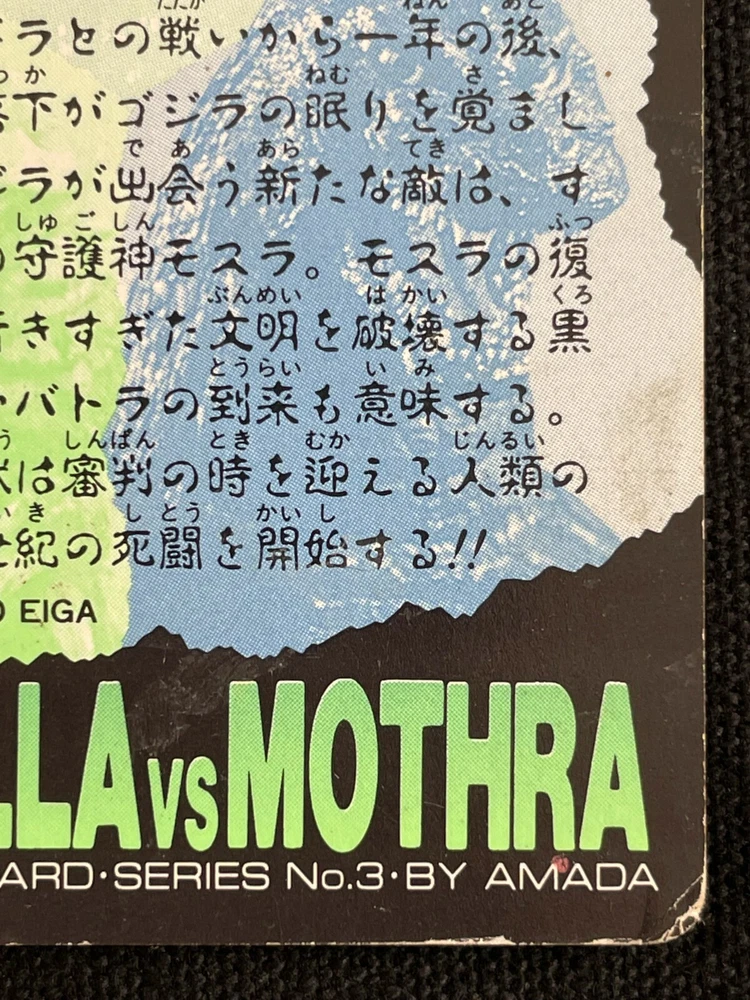 ラとの戦いから一年の後、
下がゴジラの眠りを覚まし
ラが出会う新たな敵は、す
守護神モスラ。モスラの復
きすぎた文明を破壊する黒
・バトラの到来も意味する。
は審判の時を迎える人類の
紀の死闘を開始する!!
EIGA
LLA VS MOTHRA
ARD・SERIES No.3・BY AMADA